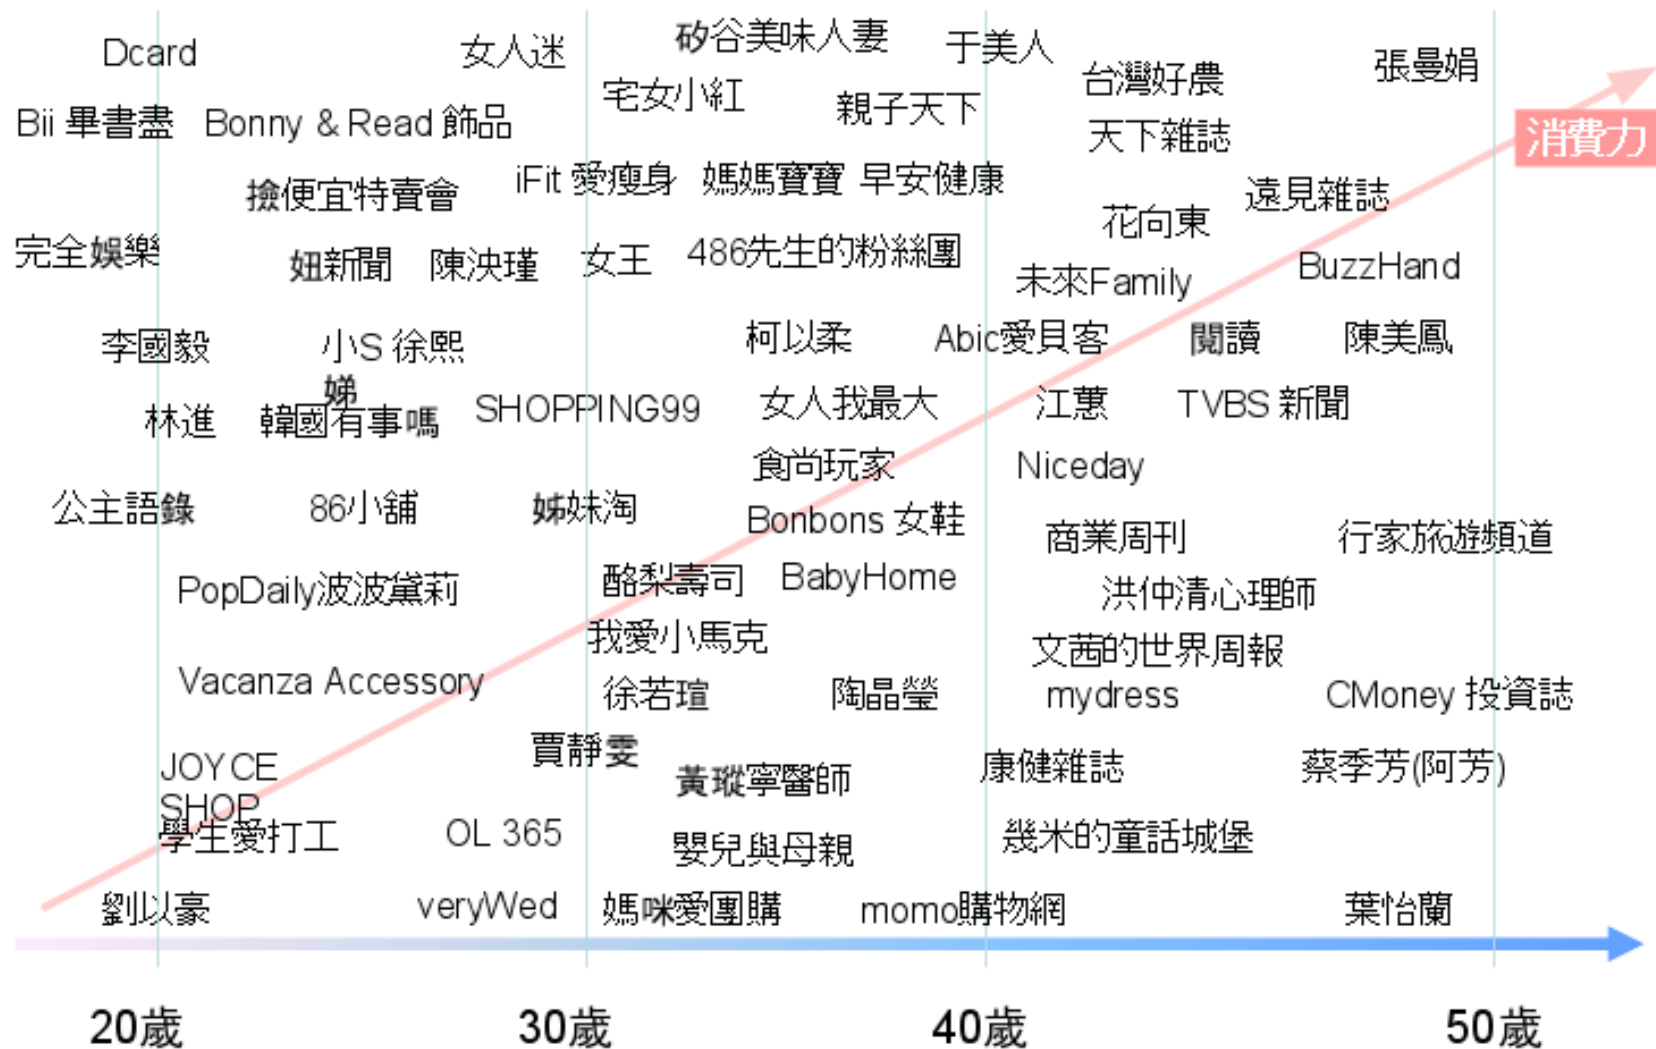 Dcard
女人迷
矽谷美味人妻
于美人
台灣好農
張曼娟
Bii 畢書盡
Bonny & Read 飾品
宅女小紅
親子天下
天下雜誌
消費力
撿便宜特賣會
iFit 愛瘦身
媽媽寶寶
早安健康
遠見雜誌
花向東
完全娛樂
妞新聞
陳泱瑾
女王
486先生的粉絲團
未來Family
BuzzHand
李國毅
小S 徐熙
娣
柯以柔
Abic愛貝客
閱讀
陳美鳳
林進
韓國有事嗎
SHOPPING99
女人我最大
江蕙
TVBS 新聞
食尚玩家
Niceday
公主語錄
86小舖
姊妹淘
Bonbons 女鞋
商業周刊
行家旅遊頻道
PopDaily波波黛莉
酪梨壽司
BabyHome
洪仲清心理師
我愛小馬克
文茜的世界周報
Vacanza Accessory
徐若瑄
陶晶瑩
mydress
CMoney 投資誌
賈靜雯
JOYCE
SHOP
黃瑽寧醫師
康健雜誌
蔡季芳(阿芳)
學生愛打工
OL 365
嬰兒與母親
幾米的童話城堡
劉以豪
veryWed
媽咪愛團購
momo購物網
葉怡蘭
20歲
30歲
40歲
50歲